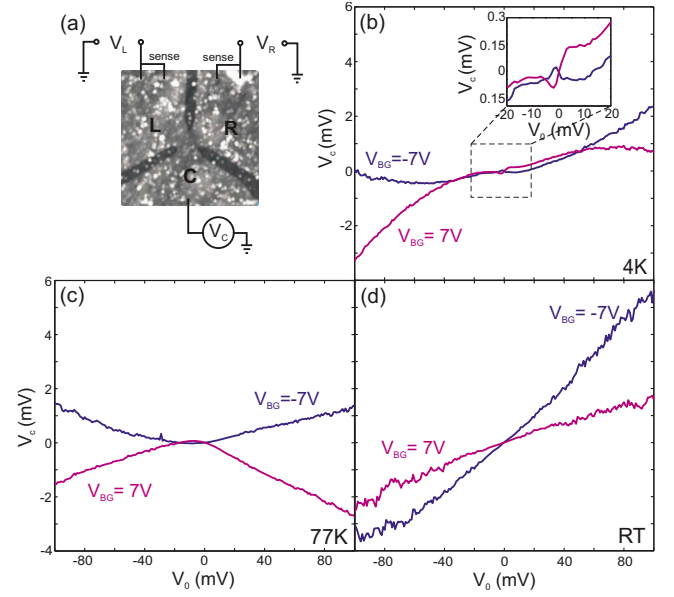 (a)
V_L
V_R
sense
sense
L
R
C
V_C
(b)
6
4
2
0
-2
V_c (mV)
V_BG=-7V
V_BG= 7V
4K
0.3
0.15
0
0.15
V_c (mV)
-20
-10
0
10
20
V_0 (mV)
(c)
6
4
2
0
-2
-4
V_c (mV)
V_BG=-7V
V_BG= 7V
77K
-80
-40
0
40
80
V_0 (mV)
(d)
V_BG= -7V
V_BG= 7V
RT
-80
-40
0
40
80
V_0 (mV)